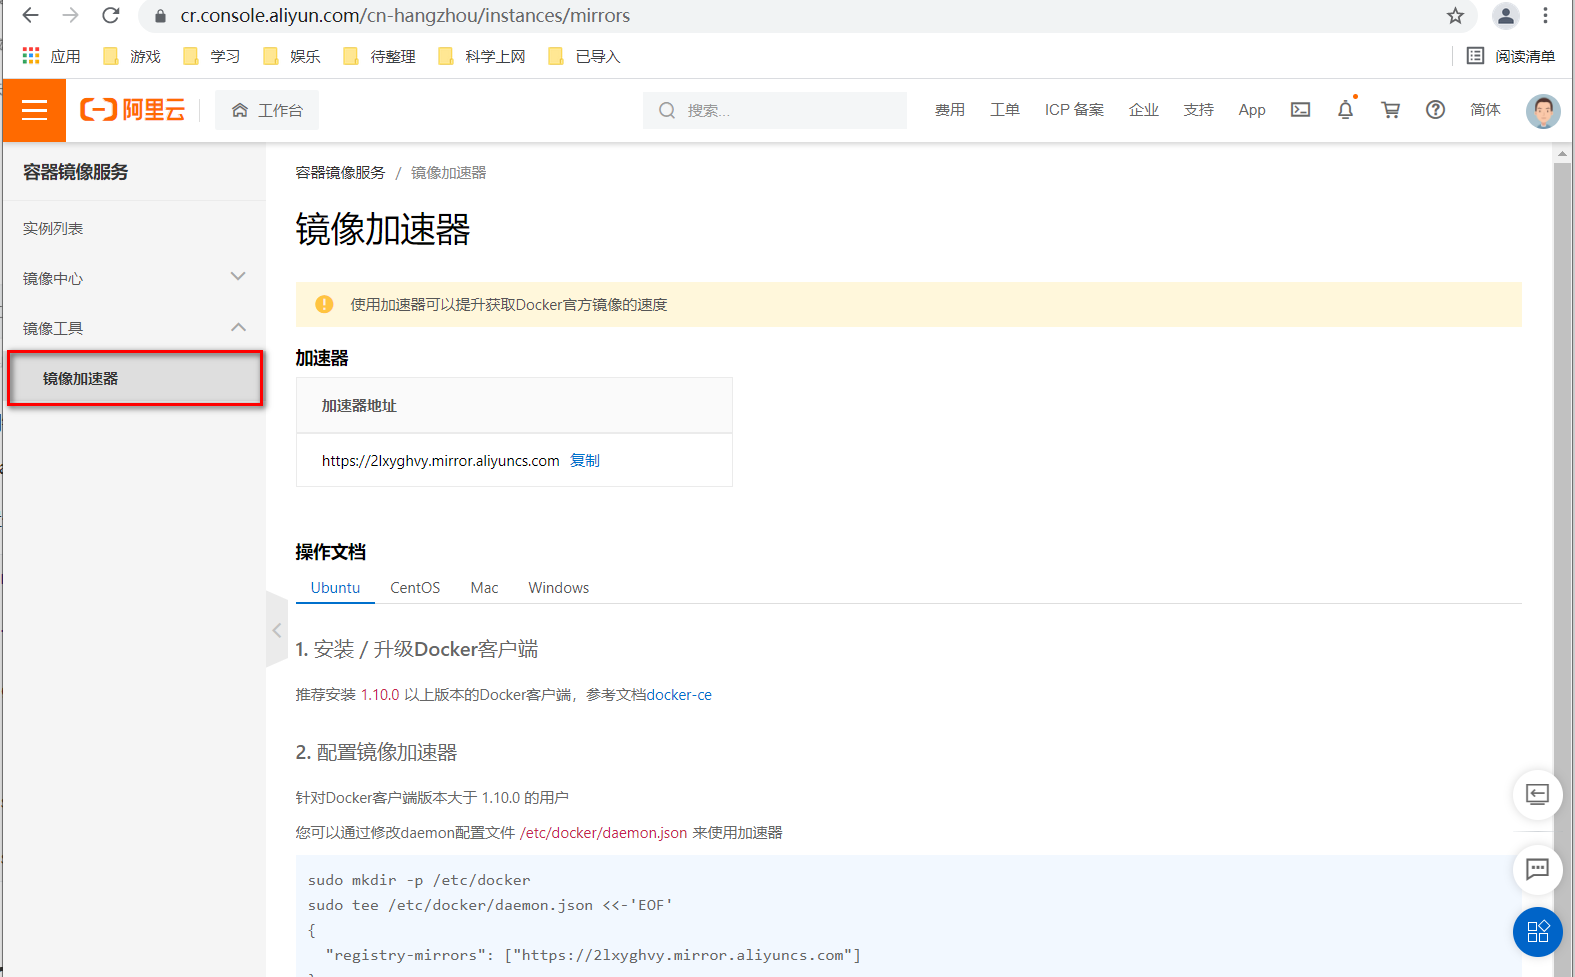 cr.console.aliyun.com/cn-hangzhou/instances/mirrors
应用 游戏 学习 娱乐 待整理 科学上网 已导入 阅读清单
阿里云 工作台 搜索... 费用 工单 ICP 备案 企业 支持 App 简体
容器镜像服务
实例列表
镜像中心
镜像工具
镜像加速器
容器镜像服务 / 镜像加速器
镜像加速器
使用加速器可以提升获取Docker官方镜像的速度
加速器
加速器地址
https://2lxyghvy.mirror.aliyuncs.com 复制
操作文档
Ubuntu CentOS Mac Windows
1. 安装 / 升级Docker客户端
推荐安装 1.10.0 以上版本的Docker客户端，参考文档docker-ce
2. 配置镜像加速器
针对Docker客户端版本大于 1.10.0 的用户
您可以通过修改daemon配置文件 /etc/docker/daemon.json 来使用加速器
sudo mkdir -p /etc/docker
sudo tee /etc/docker/daemon.json <<-'EOF'
{
"registry-mirrors": ["https://2lxyghvy.mirror.aliyuncs.com"]